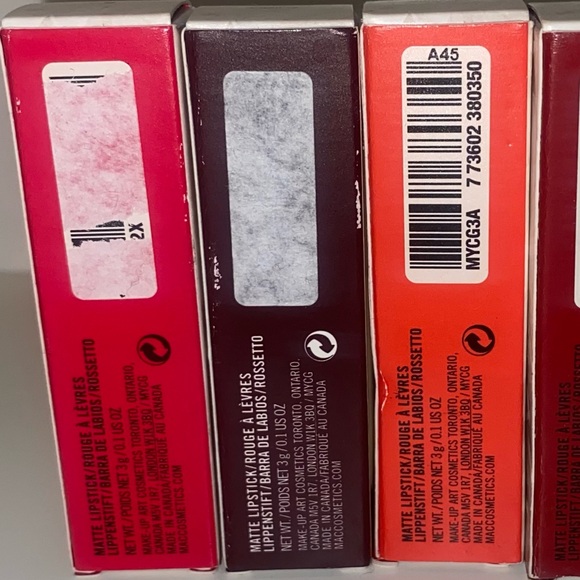 2X
MATTE LIPSTICK/ROUGE À LÈVRES
LIPPENSTIFT/BARRA DE LABIOS/ROSSETTO
NET WT./POIDS NET 3 g/0.1 US OZ
MAKE-UP ART COSMETICS TORONTO, ONTARIO,
CANADA M5V 1R7, LONDON W1K 3BQ / MYCG
MADE IN CANADA/FABRIQUÉ AU CANADA
MACCOSMETICS.COM
MATTE LIPSTICK/ROUGE À LÈVRES
LIPPENSTIFT/BARRA DE LABIOS/ROSSETTO
NET WT./POIDS NET 3 g/0.1 US OZ
MAKE-UP ART COSMETICS TORONTO, ONTARIO,
CANADA M5V 1R7, LONDON W1K 3BQ / MYCG
MADE IN CANADA/FABRIQUÉ AU CANADA
MACCOSMETICS.COM
A45
7 73602 380350
MYCG3A
MATTE LIPSTICK/ROUGE À LÈVRES
LIPPENSTIFT/BARRA DE LABIOS/ROSSETTO
NET WT./POIDS NET 3 g/0.1 US OZ
MAKE-UP ART COSMETICS TORONTO, ONTARIO,
CANADA M5V 1R7, LONDON W1K 3BQ / MYCG
MADE IN CANADA/FABRIQUÉ AU CANADA
MACCOSMETICS.COM